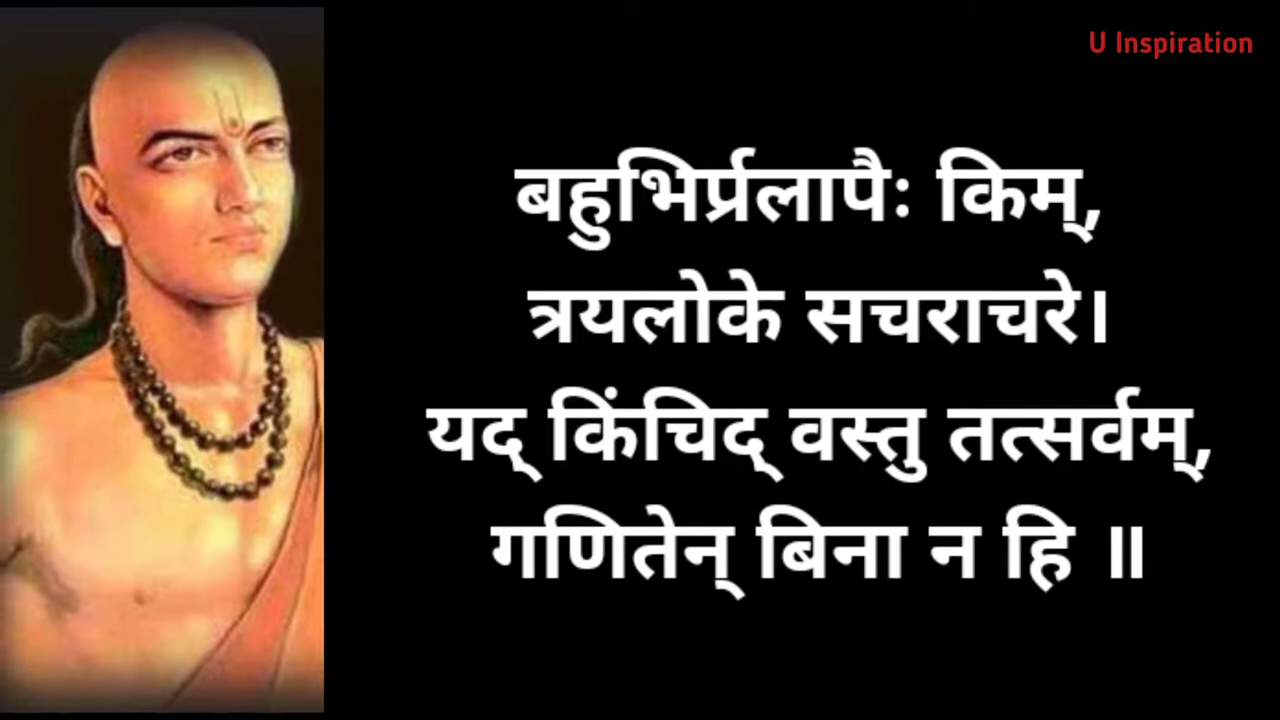 U Inspiration
बहुभिर्प्रलापैः किम्,
त्रयलोके सचराचरे।
यद् किंचिद् वस्तु तत्सर्वम्,
गणितेन् बिना न हि ॥